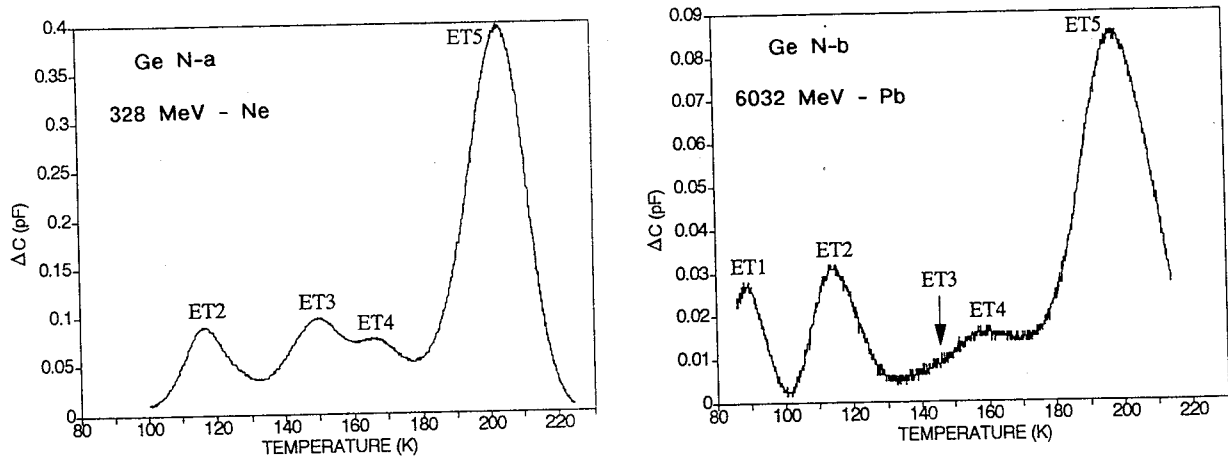 0.4
0.35
0.3
0.25
0.2
0.15
0.1
0.05
0
ΔC (pF)
Ge N-a
328 MeV - Ne
ET2
ET3
ET4
ET5
80
100
120
140
160
180
200
220
TEMPERATURE (K)
0.09
0.08
0.07
0.06
0.05
0.04
0.03
0.02
0.01
0
ΔC (pF)
Ge N-b
6032 MeV - Pb
ET1
ET2
ET3
ET4
ET5
80
100
120
140
160
180
200
220
TEMPERATURE (K)